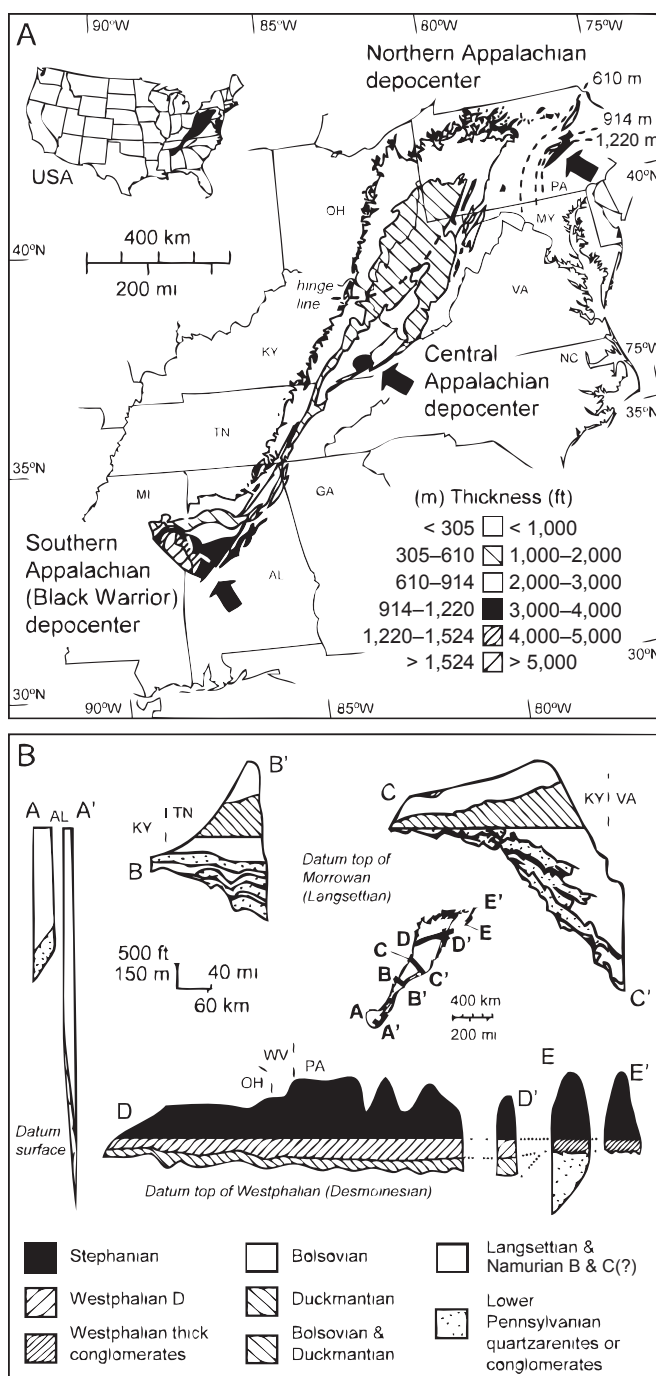 A
90°W
85°W
80°W
75°W
Northern Appalachian
depocenter
610 m
914 m
1,220 m
USA
PA
40°N
OH
MY
400 km
40°N
200 mı
hinge
line
VA
KY
75°W
Central
Appalachian
depocenter
NC
35°N
TN
35°N
MI
GA
(m) Thickness (ft)
< 305 < 1,000
305–610 1,000–2,000
610–914 2,000–3,000
914–1,220 3,000–4,000
1,220–1,524 4,000–5,000
> 1,524 > 5,000
Southern
Appalachian
(Black Warrior)
depocenter
AL
30°N
30°N
90°W
85°W
80°W
B
A AL A'
B'
KY TN
B
C
KY VA
Datum top of
Morrowan
(Langsettian)
C'
500 ft
150 m
40 mı
60 km
E'
D
D'
E
C
C'
B
B'
A
A'
400 km
200 mi
Datum
surface
WV
OH PA
D
D'
E
E'
Datum top of Westphalian (Desmoinesian)
Stephanian
Bolsovian
Langsettian &
Namurian B & C(?)
Westphalian D
Duckmantian
Lower
Pennsylvanian
quartzarenites or
conglomerates
Westphalian thick
conglomerates
Bolsovian &
Duckmantian